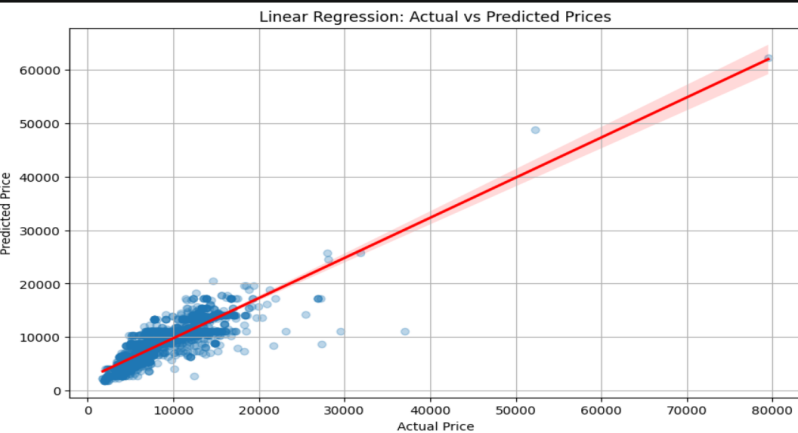 Linear Regression: Actual vs Predicted Prices
60000
50000
40000
30000
20000
10000
0
Predicted Price
0 10000 20000 30000 40000 50000 60000 70000 80000
Actual Price